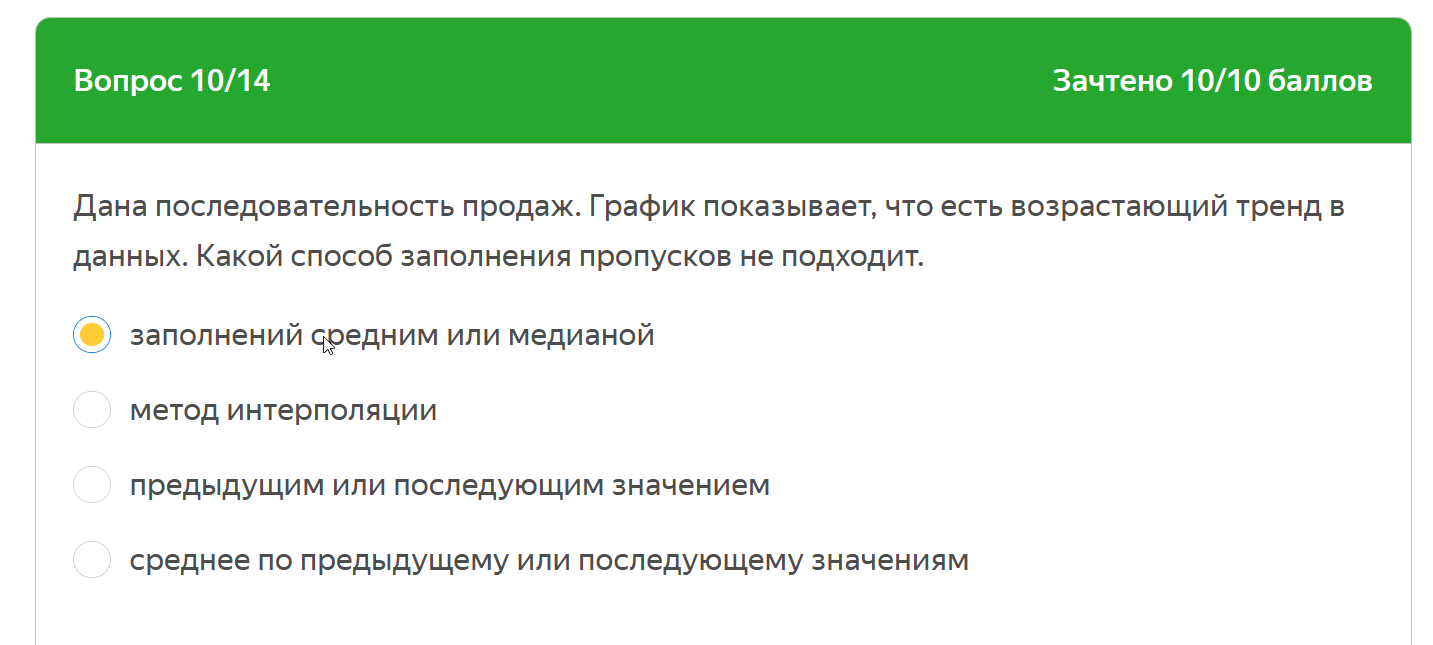 Вопрос 10/14
Зачтено 10/10 баллов
Дана последовательность продаж. График показывает, что есть возрастающий тренд в
данных. Какой способ заполнения пропусков не подходит.
заполнений средним или медианой
метод интерполяции
предыдущим или последующим значением
среднее по предыдущему или последующему значениям